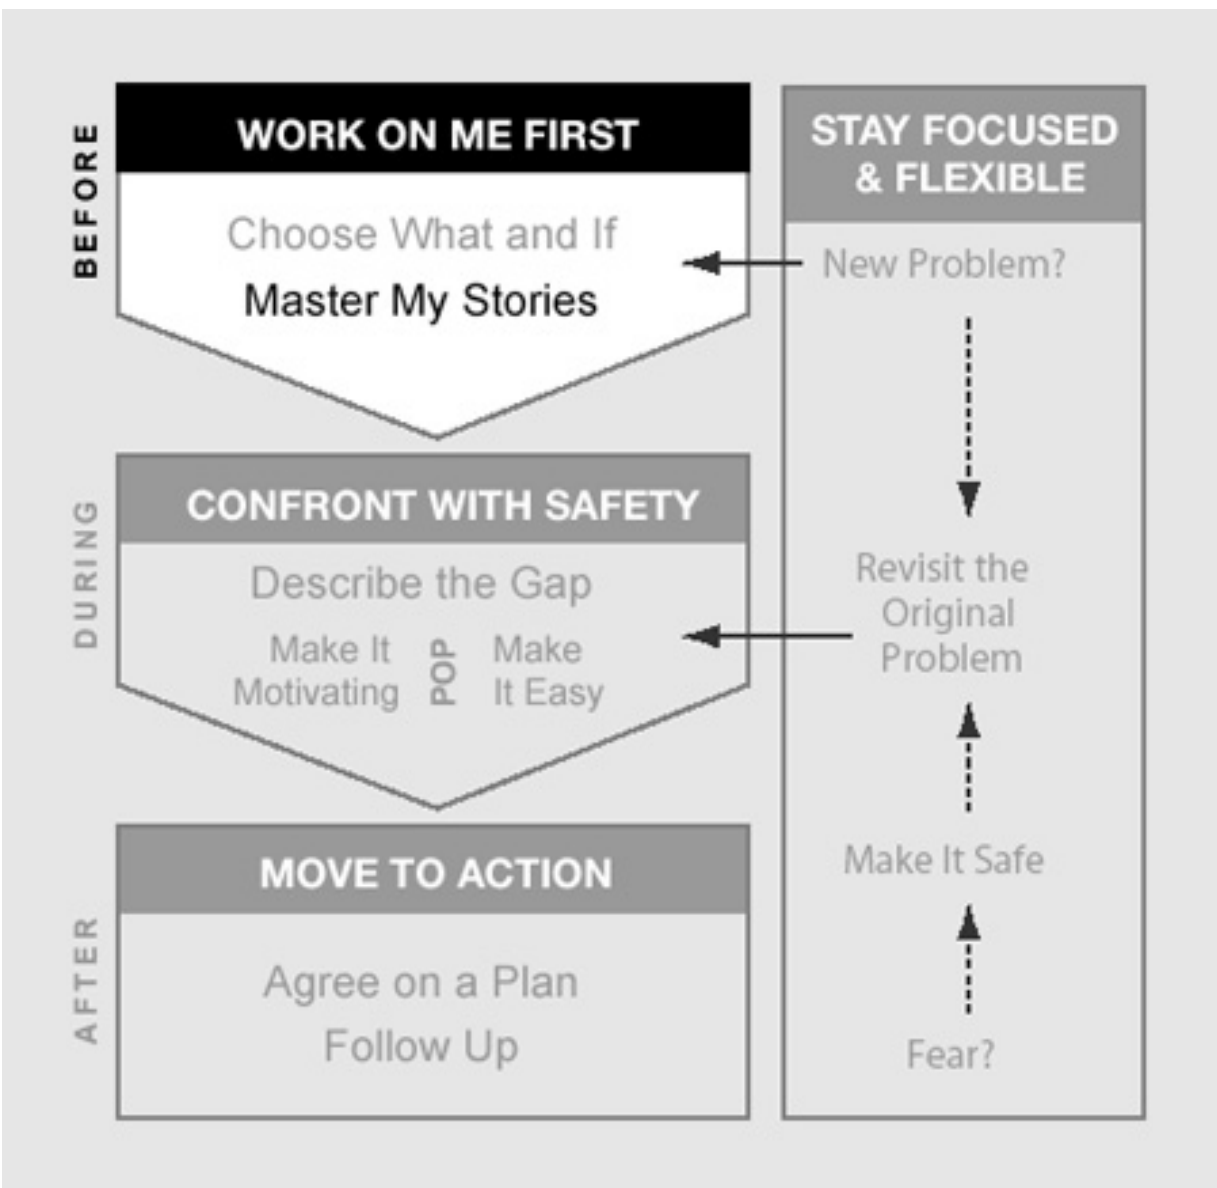 BEFORE
WORK ON ME FIRST
Choose What and If
Master My Stories
DURING
CONFRONT WITH SAFETY
Describe the Gap
Make It
Motivating
POP
Make
It Easy
AFTER
MOVE TO ACTION
Agree on a Plan
Follow Up
STAY FOCUSED
& FLEXIBLE
New Problem?
Revisit the
Original
Problem
Make It Safe
Fear?